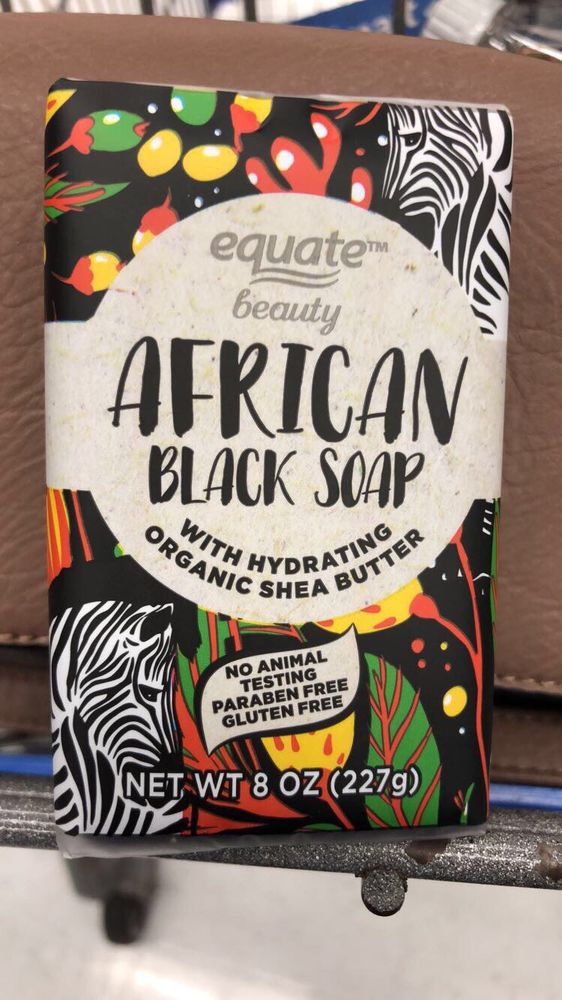 equate™
beauty
AFRICAN
BLACK SOAP
WITH HYDRATING
ORGANIC SHEA BUTTER
NO ANIMAL
TESTING
PARABEN FREE
GLUTEN FREE
NET WT 8 OZ (227g)